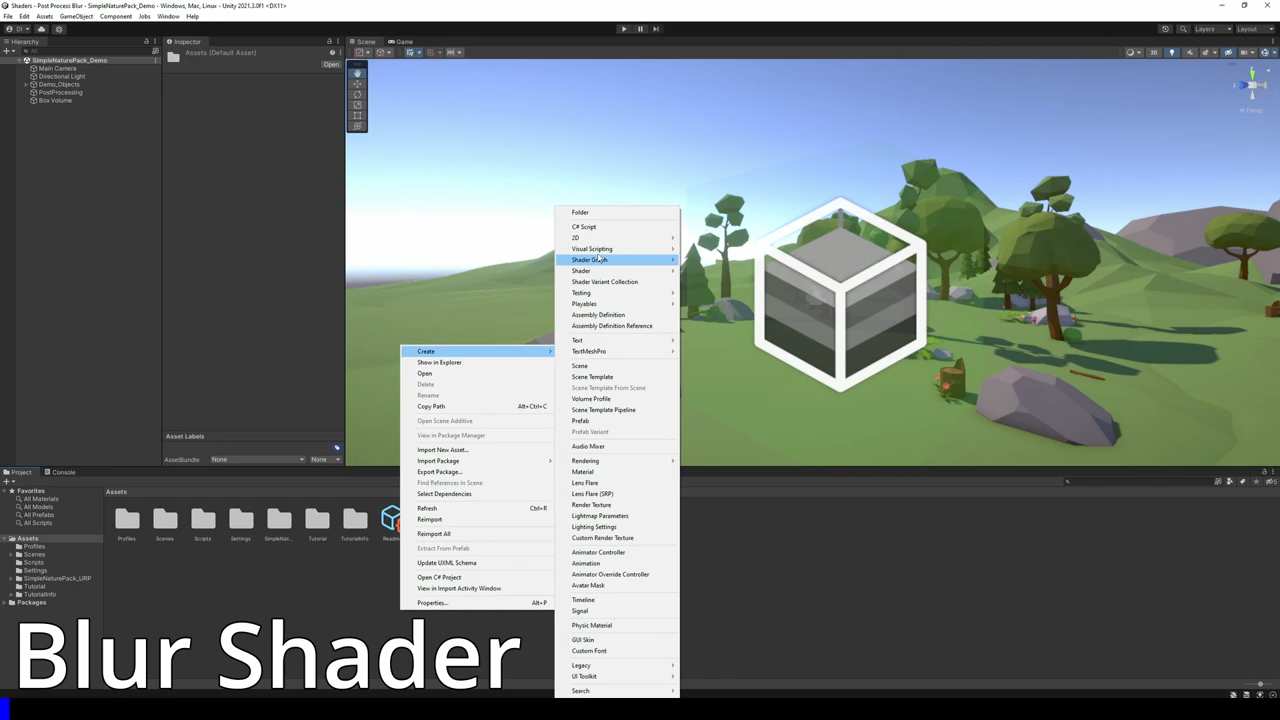 Shaders - Post Process Blur - SimpleNaturePack_Demo - Windows, Mac, Linux - Unity 2021.3.0f1 <DX11>
File Edit Assets GameObject Component Jobs Window Help
Layers Layout
Hierarchy
All
SimpleNaturePack_Demo
Main Camera
Directional Light
Demo_Objects
PostProcessing
Box Volume
Inspector
Assets (Default Asset)
Open
Asset Labels
AssetBundle None None
Scene Game
2D
Persp
Create
Show in Explorer
Open
Delete
Rename
Copy Path Alt+Ctrl+C
Open Scene Additive
View in Package Manager
Import New Asset...
Import Package
Export Package...
Find References In Scene
Select Dependencies
Refresh Ctrl+R
Reimport
Reimport All
Extract From Prefab
Update UXML Schema
Open C# Project
View in Import Activity Window
Properties... Alt+P
Folder
C# Script
2D
Visual Scripting
Shader Graph
Shader
Shader Variant Collection
Testing
Playables
Assembly Definition
Assembly Definition Reference
Text
TextMeshPro
Scene
Scene Template
Scene Template From Scene
Volume Profile
Scene Template Pipeline
Prefab
Prefab Variant
Audio Mixer
Rendering
Material
Lens Flare
Lens Flare (SRP)
Render Texture
Lightmap Parameters
Lighting Settings
Custom Render Texture
Animator Controller
Animation
Animator Override Controller
Avatar Mask
Timeline
Signal
Physic Material
GUI Skin
Custom Font
Legacy
UI Toolkit
Search
Project Console
Favorites
All Materials
All Models
All Prefabs
All Scripts
Assets
Profiles
Scenes
Scripts
Settings
SimpleNaturePack_URP
Tutorial
TutorialInfo
Packages
Assets
Profiles Scenes Scripts Settings SimpleNat... Tutorial TutorialInfo
Blur Shader